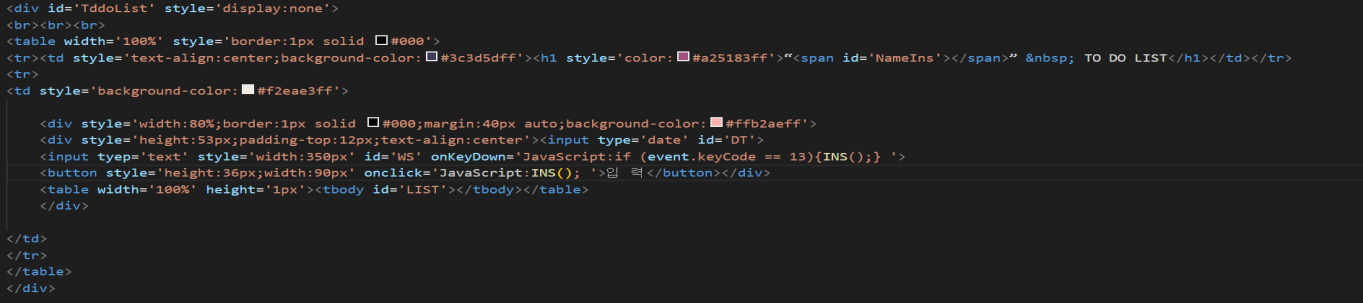 <div id='TddoList' style='display:none'>
<br><br><br>
<table width='100%' style='border:1px solid #000'>
<tr><td style='text-align:center;background-color:#3c3d5dff'><h1 style='color:#a25183ff'>“<span id='NameIns'></span>” &nbsp; TO DO LIST</h1></td></tr>
<tr>
<td style='background-color:#f2eae3ff'>
<div style='width:80%;border:1px solid #000;margin:40px auto;background-color:#ffb2aeff'>
<div style='height:53px;padding-top:12px;text-align:center'><input type='date' id='DT'>
<input tyep='text' style='width:350px' id='WS' onKeyDown='JavaScript:if (event.keyCode == 13){INS();} '>
<button style='height:36px;width:90px' onclick='JavaScript:INS(); '>입 력</button></div>
<table width='100%' height='1px'><tbody id='LIST'></tbody></table>
</div>
</td>
</tr>
</table>
</div>